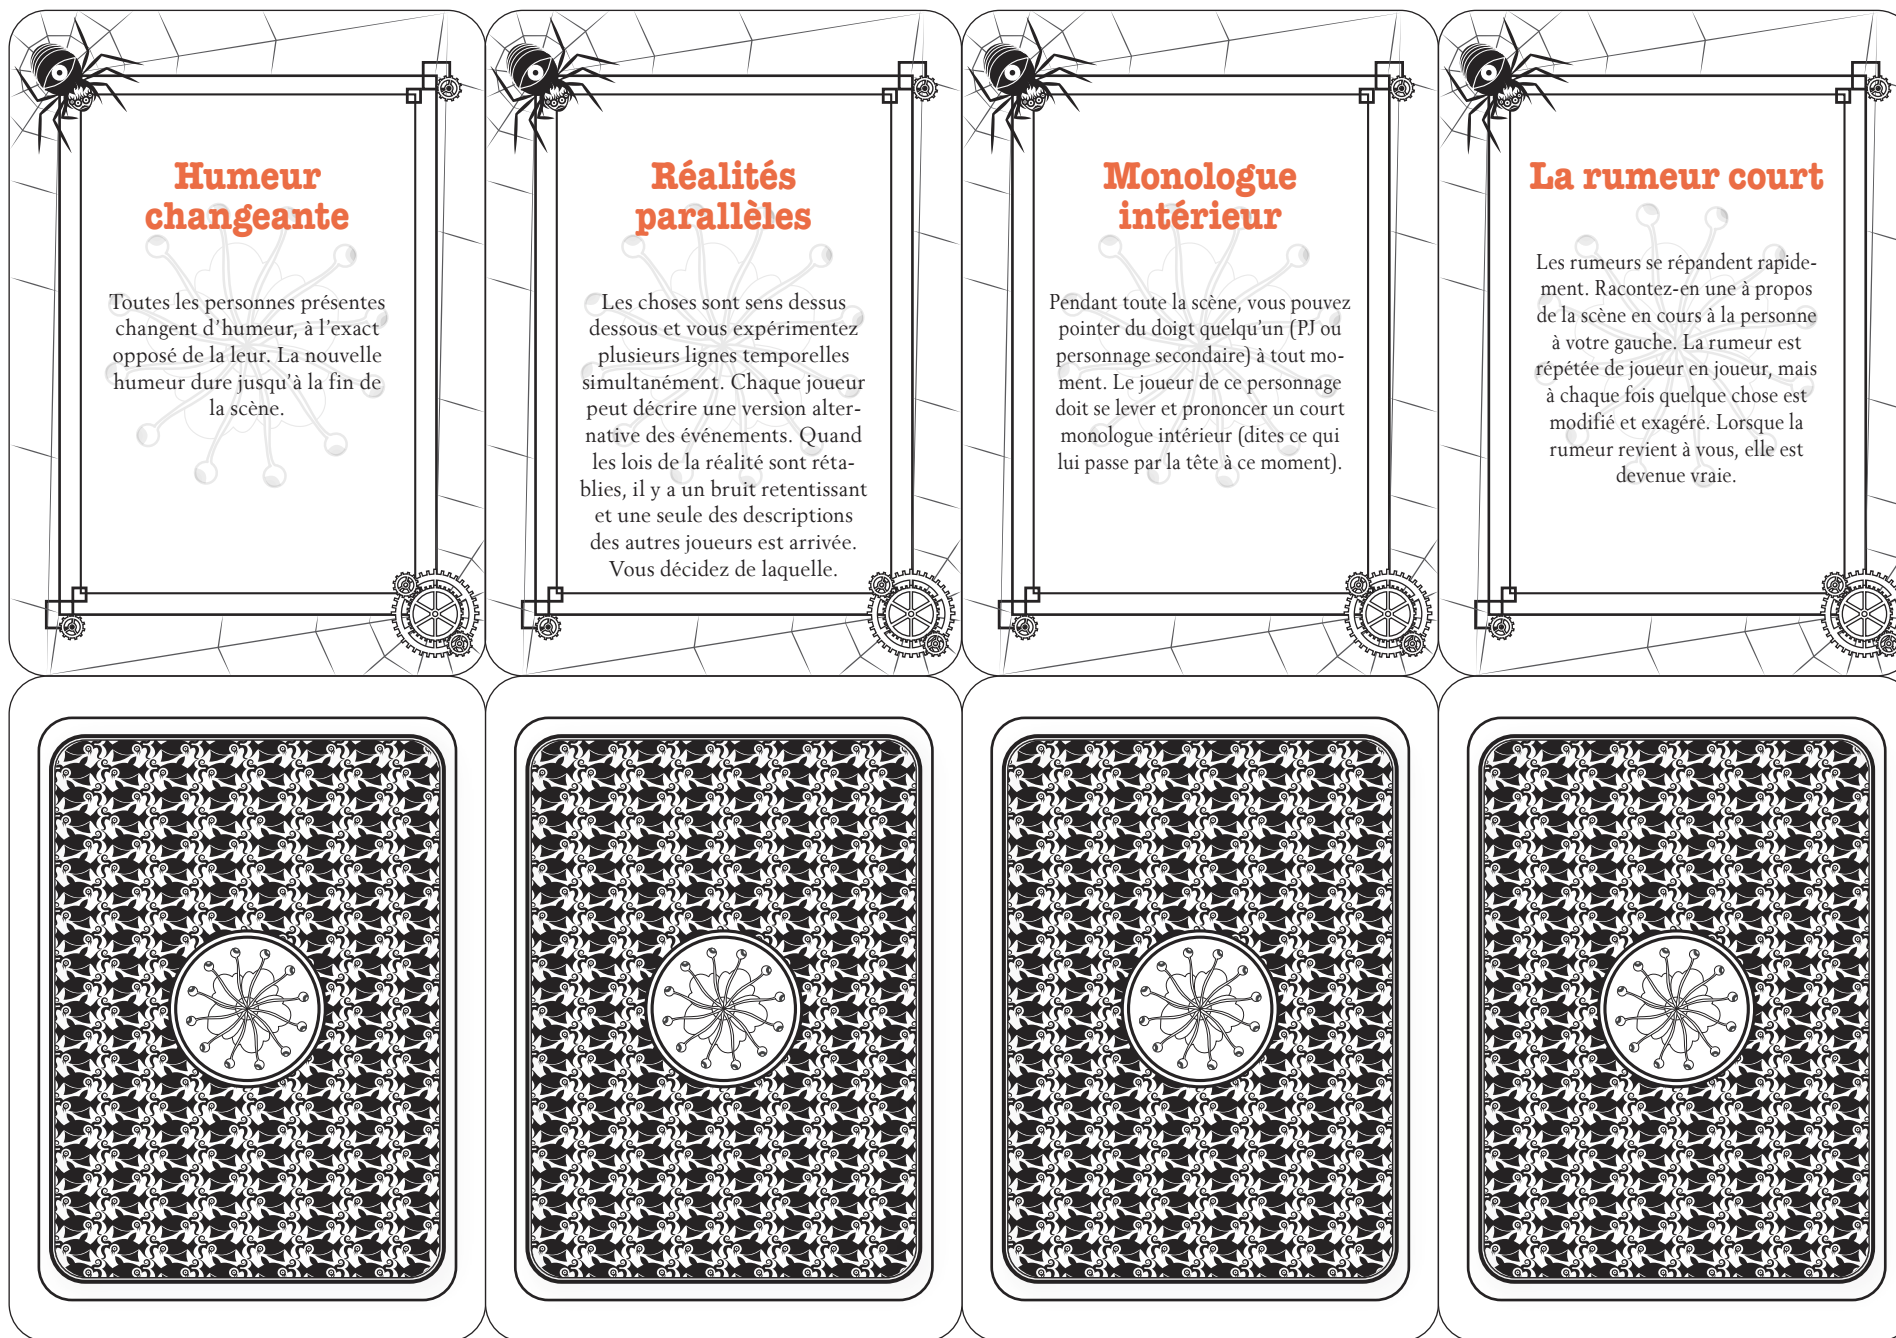 Humeur
changeante
Toutes les personnes présentes
changent d'humeur, à l'exact
opposé de la leur. La nouvelle
humeur dure jusqu'à la fin de
la scène.
Réalités
parallèles
Les choses sont sens dessus
dessous et vous expérimentez
plusieurs lignes temporelles
simultanément. Chaque joueur
peut décrire une version alter-
native des événements. Quand
les lois de la réalité sont réta-
blies, il y a un bruit retentissant
et une seule des descriptions
des autres joueurs est arrivée.
Vous décidez de laquelle.
Monologue
intérieur
Pendant toute la scène, vous pouvez
pointer du doigt quelqu'un (PJ ou
personnage secondaire) à tout mo-
ment. Le joueur de ce personnage
doit se lever et prononcer un court
monologue intérieur (dites ce qui
lui passe par la tête à ce moment).
La rumeur court
Les rumeurs se répandent rapide-
ment. Racontez-en une à propos
de la scène en cours à la personne
à votre gauche. La rumeur est
répétée de joueur en joueur, mais
à chaque fois quelque chose est
modifié et exagéré. Lorsque la
rumeur revient à vous, elle est
devenue vraie.